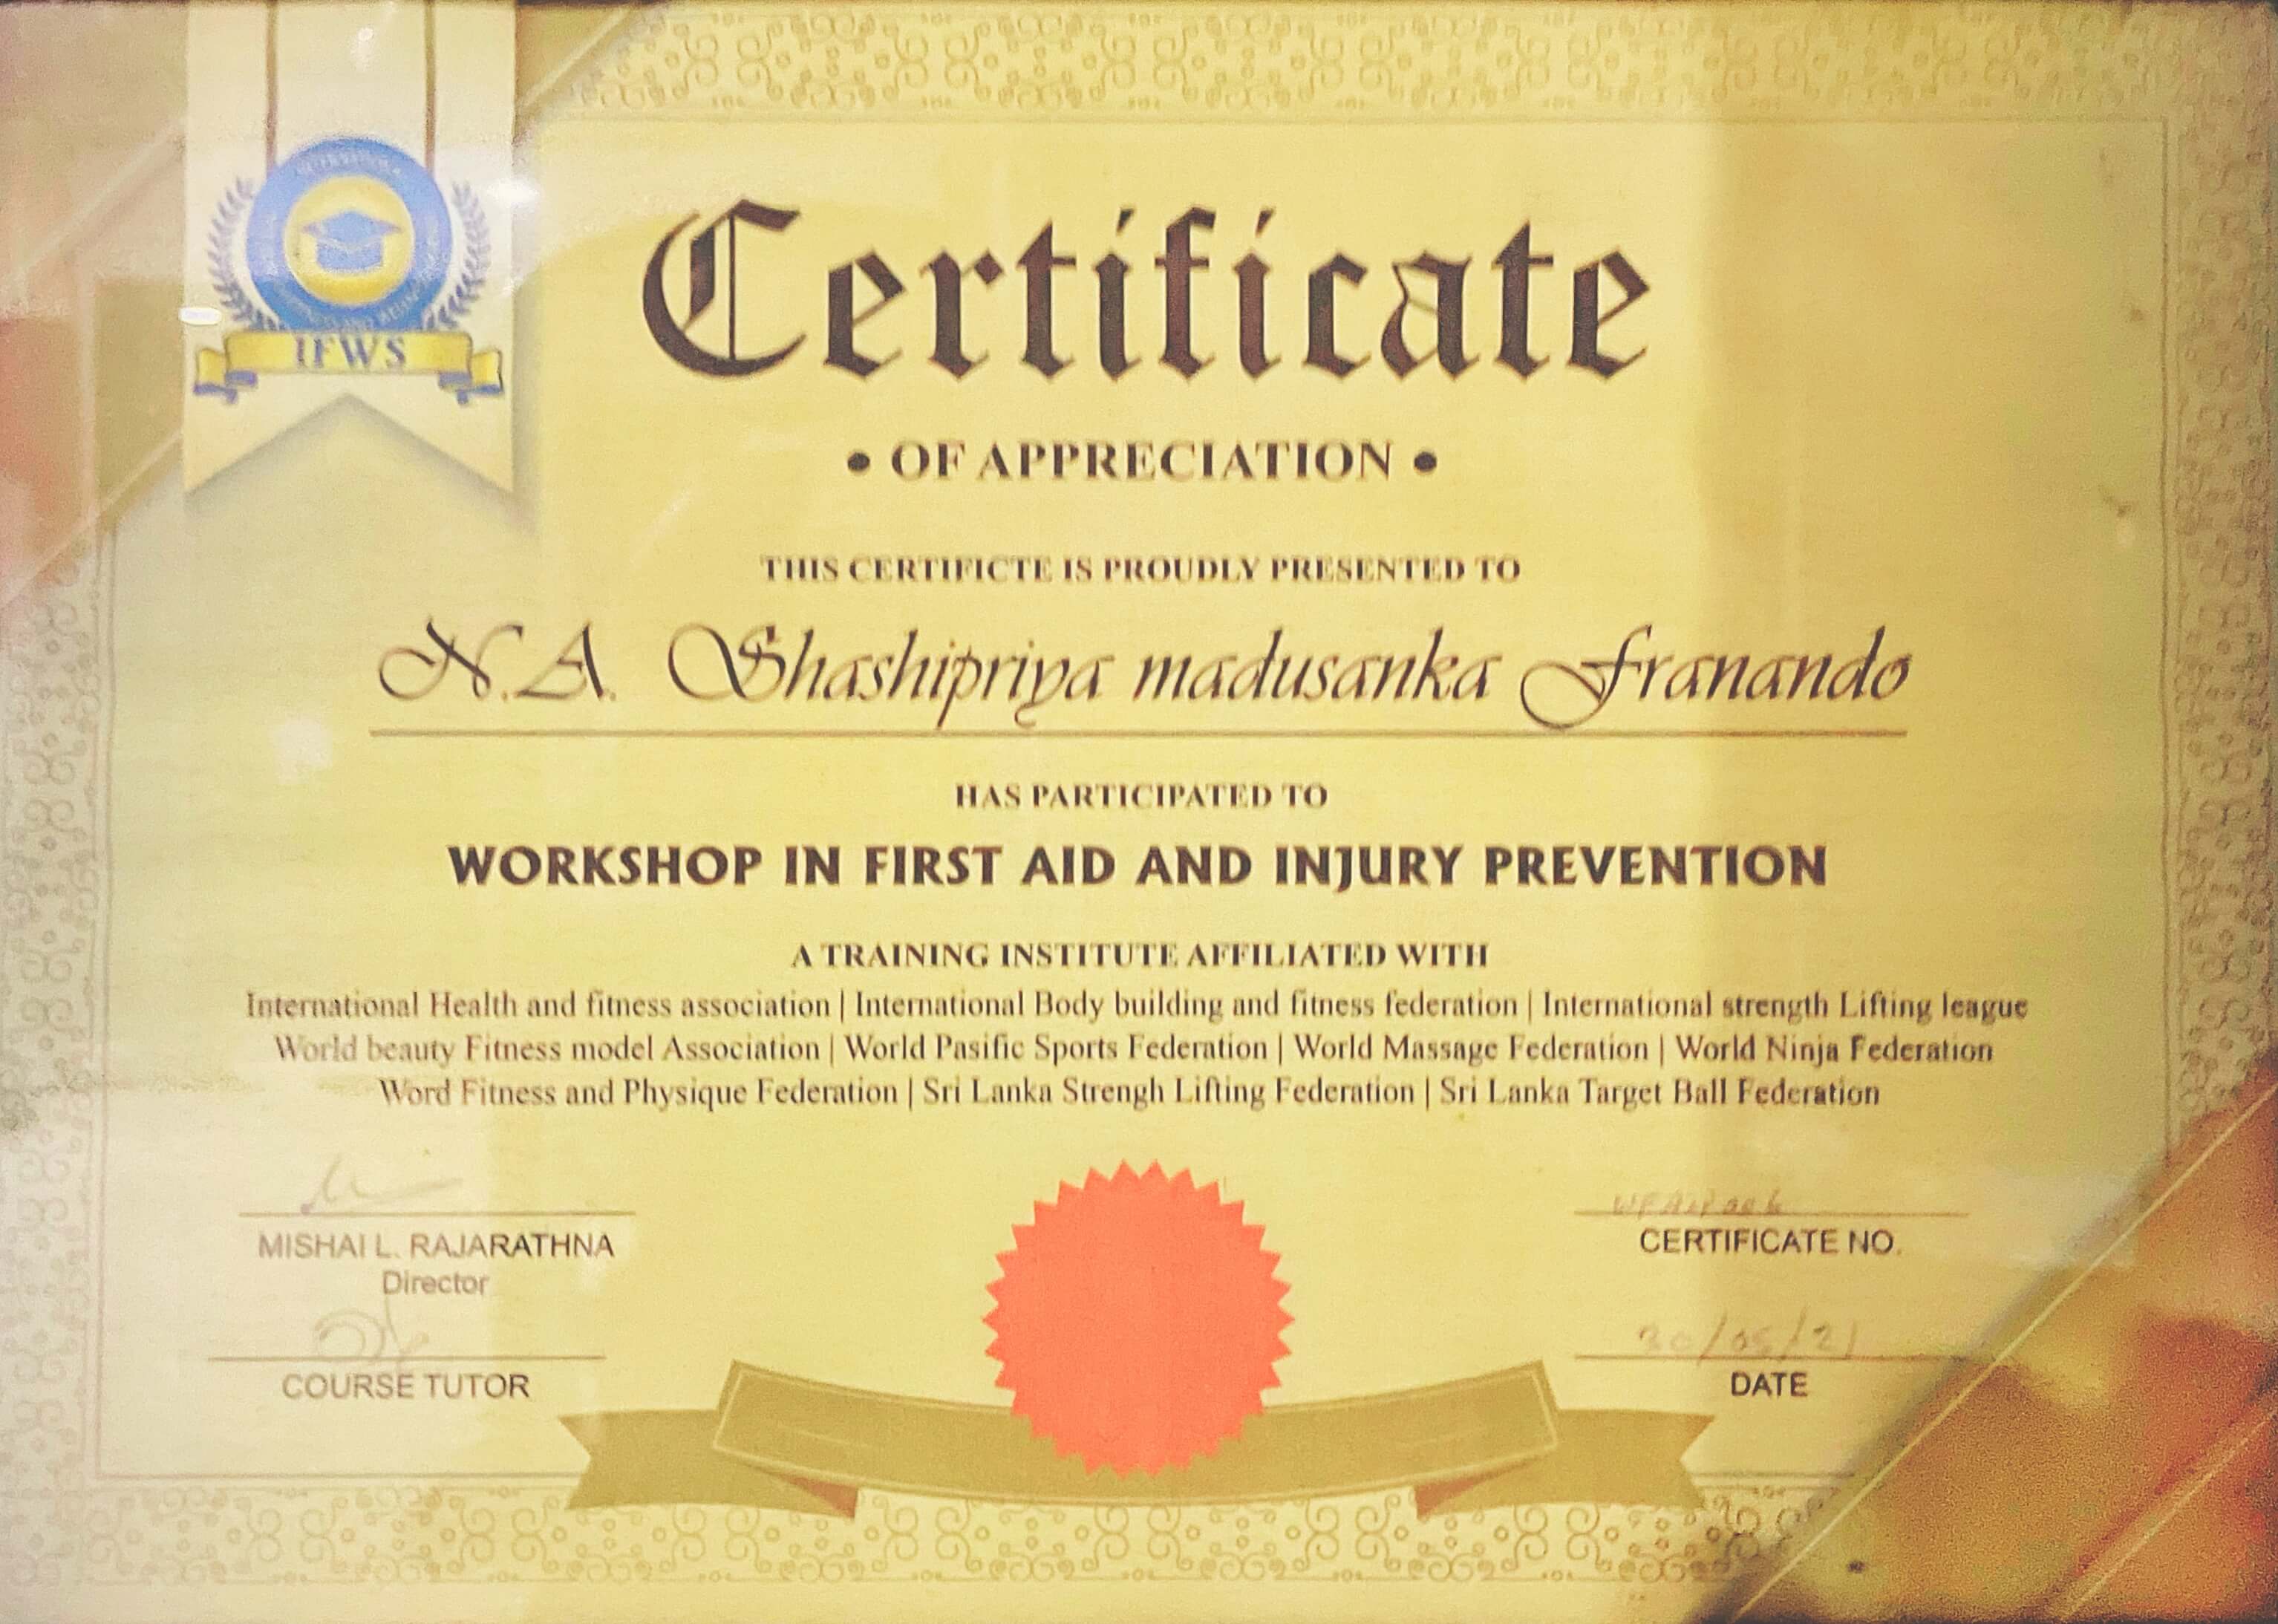 IFWS
Certificate
• OF APPRECIATION •
THIS CERTIFICTE IS PROUDLY PRESENTED TO
N.A. Shashipriya madusanka Franando
HAS PARTICIPATED TO
WORKSHOP IN FIRST AID AND INJURY PREVENTION
A TRAINING INSTITUTE AFFILIATED WITH
International Health and fitness association | International Body building and fitness federation | International strength Lifting league
World beauty Fitness model Association | World Pasific Sports Federation | World Massage Federation | World Ninja Federation
Word Fitness and Physique Federation | Sri Lanka Strengh Lifting Federation | Sri Lanka Target Ball Federation
MISHAI L. RAJARATHNA
Director
COURSE TUTOR
CERTIFICATE NO.
30/05/21
DATE